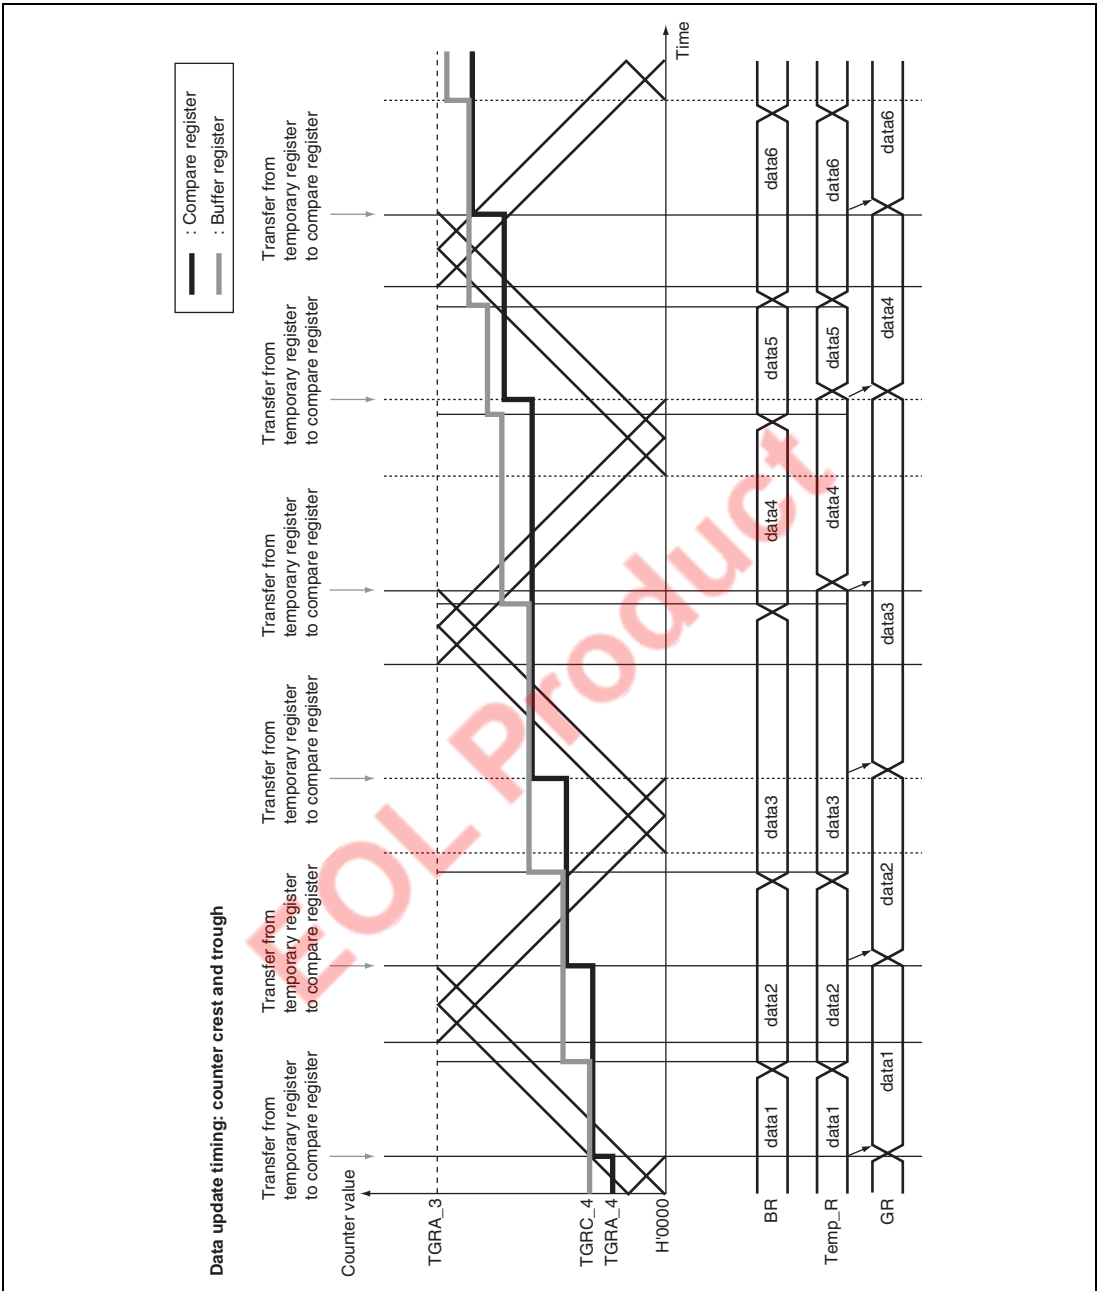 Data update timing: counter crest and trough
: Compare register
: Buffer register
Transfer from
temporary register
to compare register
Transfer from
temporary register
to compare register
Transfer from
temporary register
to compare register
Transfer from
temporary register
to compare register
Transfer from
temporary register
to compare register
Transfer from
temporary register
to compare register
Counter value
TGRA_3
TGRC_4
TGRA_4
H'0000
Time
BR
data1
data2
data3
data4
data5
data6
Temp_R
data1
data2
data3
data4
data5
data6
GR
data1
data2
data3
data4
data6
EOL Product